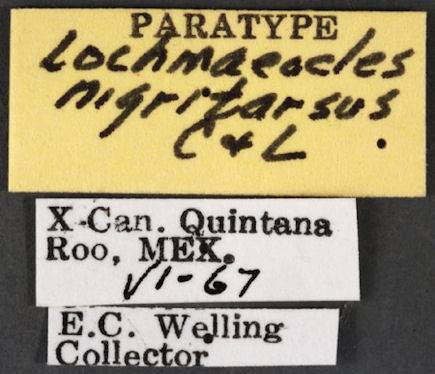 PARATYPE
Lochmaeocles
nigritarsus
C & L
X-Can. Quintana
Roo, MEX.
VI-67
E.C. Welling
Collector